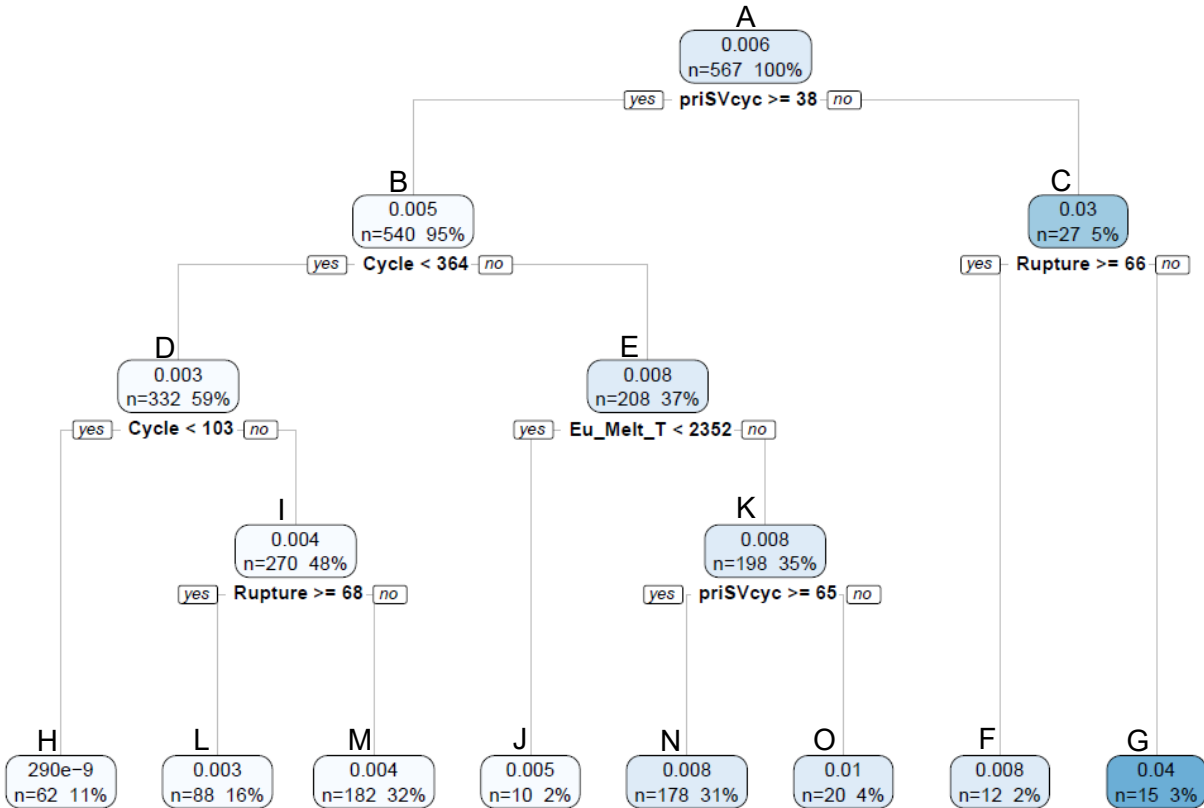 A
0.006
n=567 100%
yes priSVcyc >= 38 no
B C
0.005 0.03
n=540 95% n=27 5%
yes Cycle < 364 no yes Rupture >= 66 no
D E
0.003 0.008
n=332 59% n=208 37%
yes Cycle < 103 no yes Eu_Melt_T < 2352 no
I K
0.004 0.008
n=270 48% n=198 35%
yes Rupture >= 68 no yes priSVcyc >= 65 no
H L M J N O F G
290e−9 0.003 0.004 0.005 0.008 0.01 0.008 0.04
n=62 11% n=88 16% n=182 32% n=10 2% n=178 31% n=20 4% n=12 2% n=15 3%